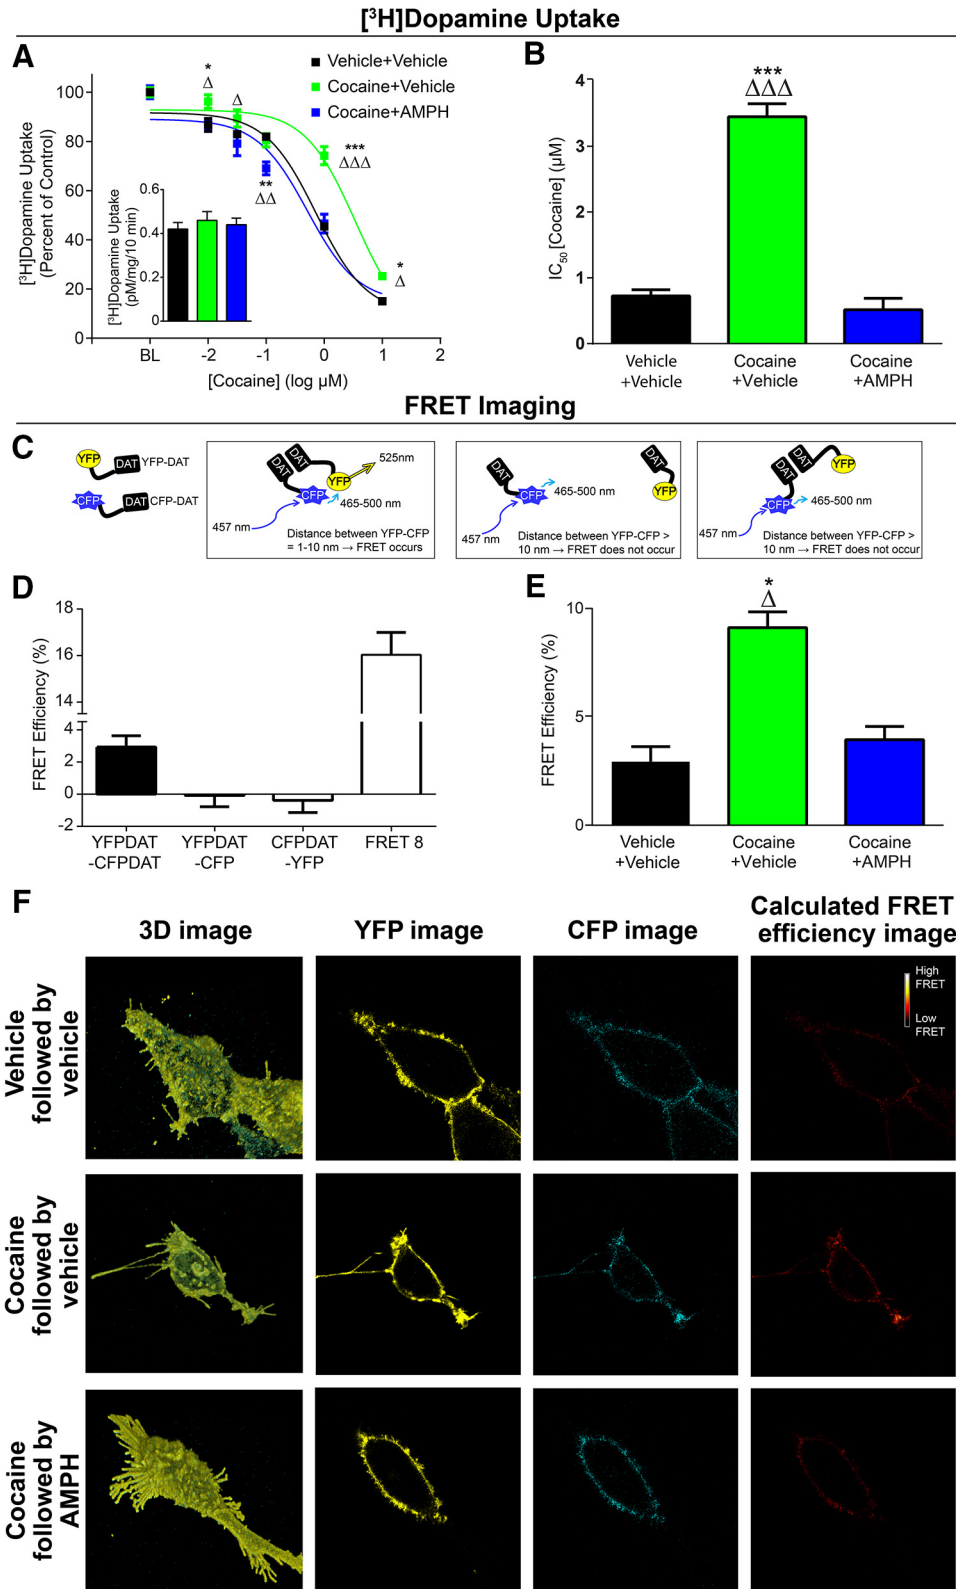 [³H]Dopamine Uptake
A
Vehicle+Vehicle
Cocaine+Vehicle
Cocaine+AMPH
[³H]Dopamine Uptake
(Percent of Control)
100
80
60
40
20
0
*
Δ
Δ
**
ΔΔ
***
ΔΔΔ
*
Δ
[³H]Dopamine Uptake
(pM/mg/10 min)
0.6
0.4
0.2
0
BL
-2
-1
0
1
2
[Cocaine] (log µM)
B
IC₅₀ [Cocaine] (µM)
4
3
2
1
0
***
ΔΔΔ
Vehicle
+Vehicle
Cocaine
+Vehicle
Cocaine
+AMPH
FRET Imaging
C
YFP
DAT
YFP-DAT
CFP
DAT
CFP-DAT
DAT
DAT
YFP
CFP
525nm
465-500 nm
457 nm
Distance between YFP-CFP
= 1-10 nm → FRET occurs
DAT
DAT
CFP
YFP
465-500 nm
457 nm
Distance between YFP-CFP >
10 nm → FRET does not occur
DAT
DAT
YFP
CFP
465-500 nm
457 nm
Distance between YFP-CFP >
10 nm → FRET does not occur
D
FRET Efficiency (%)
18
16
14
4
2
0
-2
YFPDAT
-CFPDAT
YFPDAT
-CFP
CFPDAT
-YFP
FRET 8
E
FRET Efficiency (%)
10
5
0
*
Δ
Vehicle
+Vehicle
Cocaine
+Vehicle
Cocaine
+AMPH
F
3D image
YFP image
CFP image
Calculated FRET
efficiency image
High
FRET
Low
FRET
Vehicle
followed by
vehicle
Cocaine
followed by
vehicle
Cocaine
followed by
AMPH